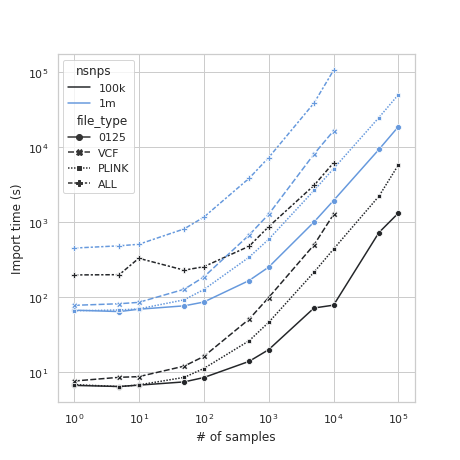 nsnps
100k
1m
file_type
0125
VCF
PLINK
ALL
10⁵
10⁴
10³
10²
10¹
Import time (s)
10⁰ 10¹ 10² 10³ 10⁴ 10⁵
# of samples